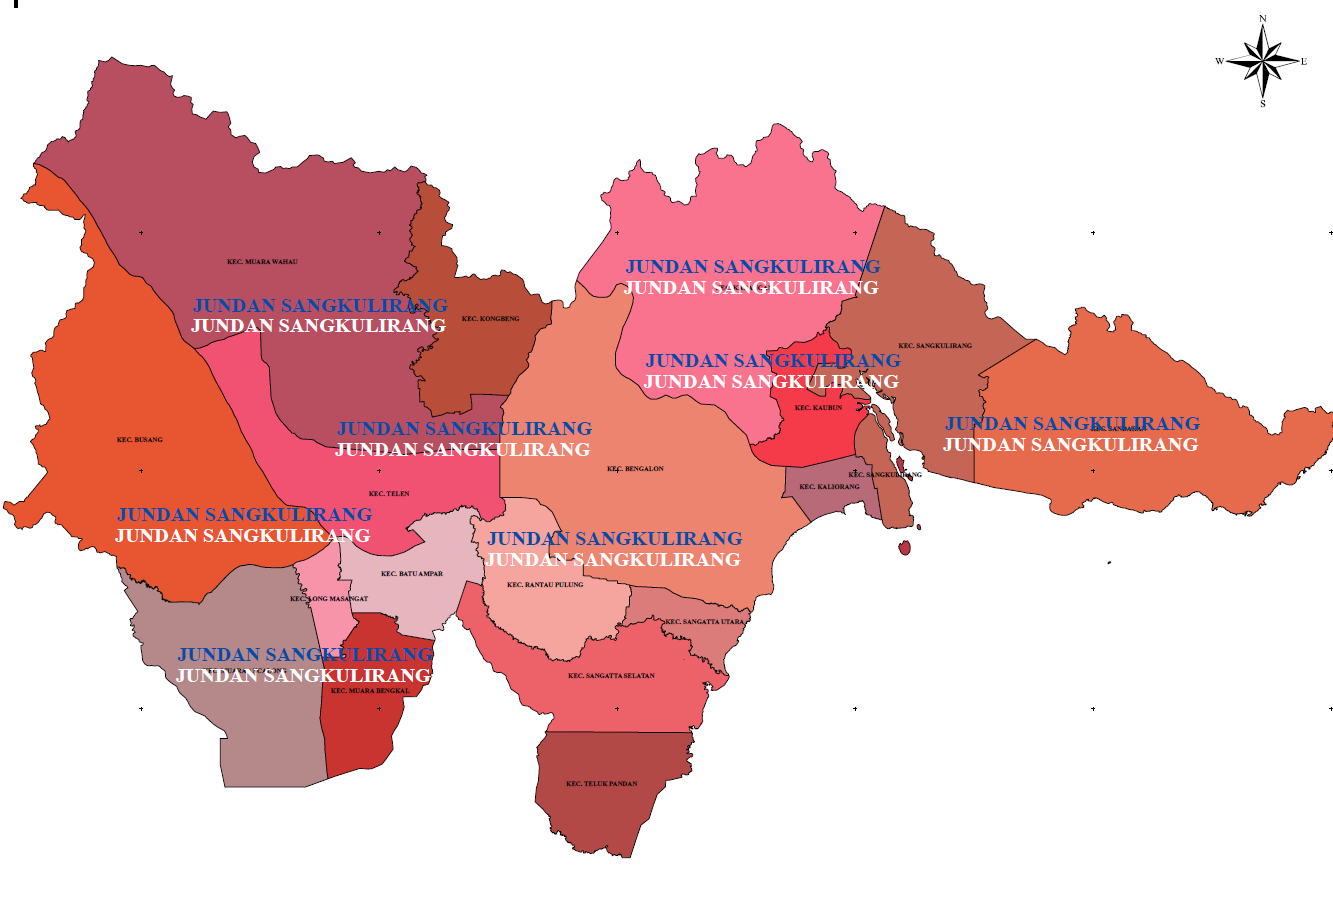 N
W
E
S
KEC. MUARA WAHAU
JUNDAN SANGKULIRANG
JUNDAN SANGKULIRANG
JUNDAN SANGKULIRANG
JUNDAN SANGKULIRANG
KEC. KONGBENG
KEC. SANGKULIRANG
JUNDAN SANGKULIRANG
JUNDAN SANGKULIRANG
KEC. KAUBUN
JUNDAN SANGKULIRANG
JUNDAN SANGKULIRANG
JUNDAN SANGKULIRANG
JUNDAN SANGKULIRANG
KEC. BUSANG
KEC. BENGALON
KEC. SANGKULIRANG
KEC. KALIORANG
KEC. TELEN
JUNDAN SANGKULIRANG
JUNDAN SANGKULIRANG
JUNDAN SANGKULIRANG
JUNDAN SANGKULIRANG
KEC. BATU AMPAR
KEC. RANTAU PULUNG
KEC. LONG MASANGAT
KEC. SANGATTA UTARA
JUNDAN SANGKULIRANG
JUNDAN SANGKULIRANG
KEC. SANGATTA SELATAN
KEC. MUARA BENGKAL
KEC. TELUK PANDAN